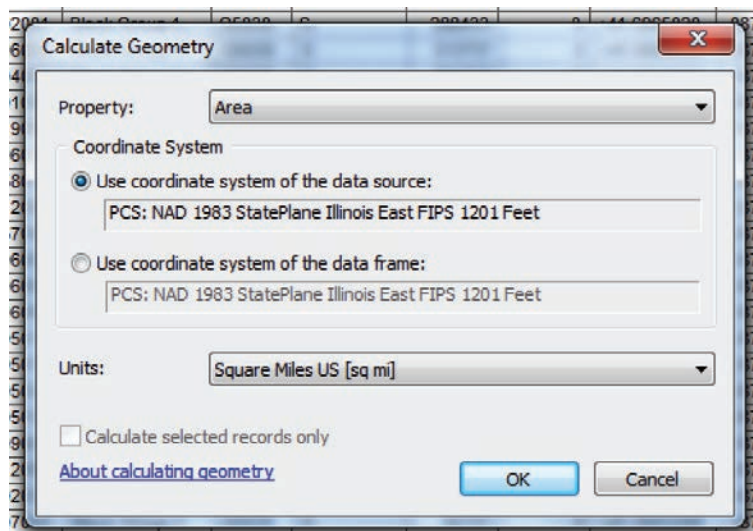 Calculate Geometry
X
Property: Area
Coordinate System
Use coordinate system of the data source:
PCS: NAD 1983 StatePlane Illinois East FIPS 1201 Feet
Use coordinate system of the data frame:
PCS: NAD 1983 StatePlane Illinois East FIPS 1201 Feet
Units: Square Miles US [sq mi]
Calculate selected records only
About calculating geometry
OK Cancel